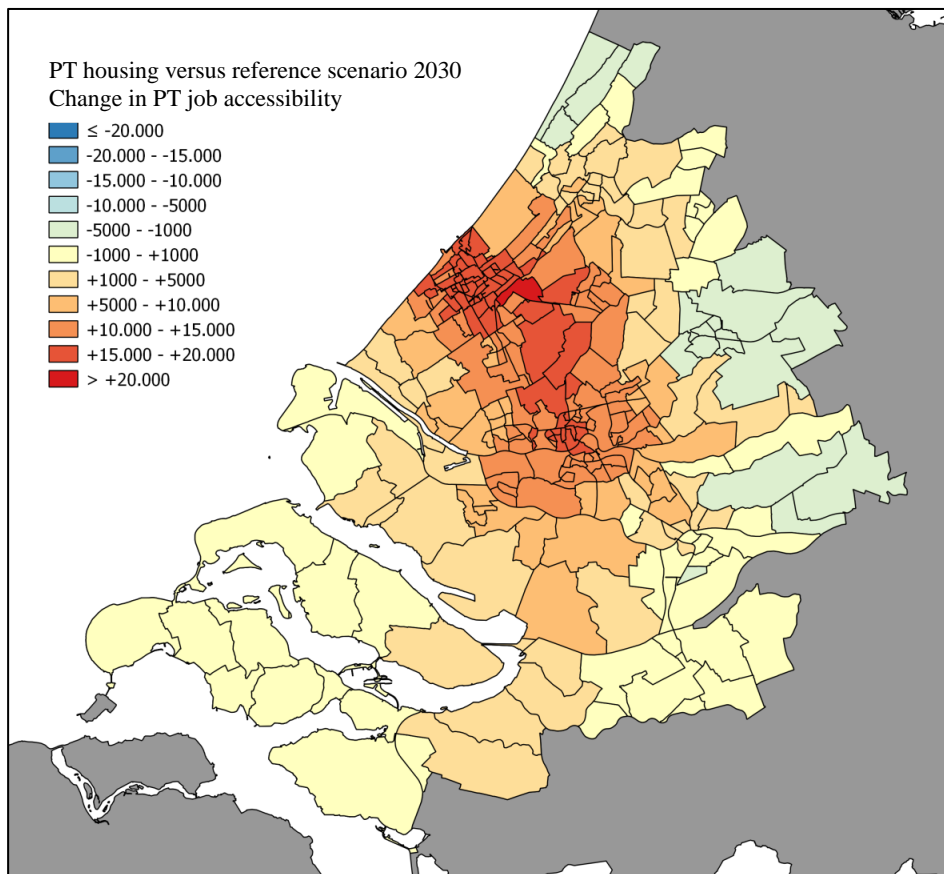 PT housing versus reference scenario 2030
Change in PT job accessibility
≤ -20.000
-20.000 - -15.000
-15.000 - -10.000
-10.000 - -5000
-5000 - -1000
-1000 - +1000
+1000 - +5000
+5000 - +10.000
+10.000 - +15.000
+15.000 - +20.000
> +20.000